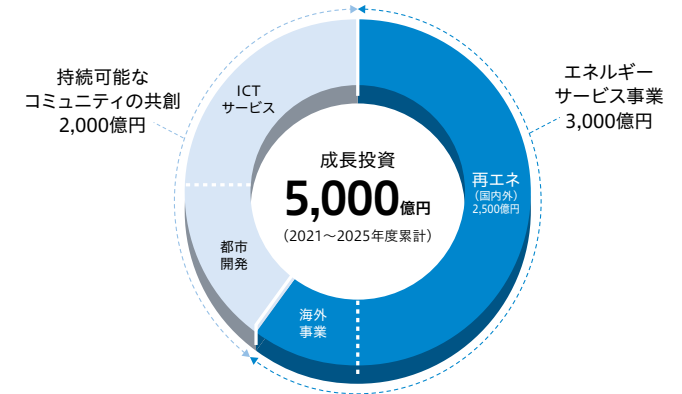 持続可能な
コミュニティの共創
2,000億円
エネルギー
サービス事業
3,000億円
ICT
サービス
成長投資
5,000億円
（2021～2025年度累計）
再エネ
（国内外）
2,500億円
都市
開発
海外
事業